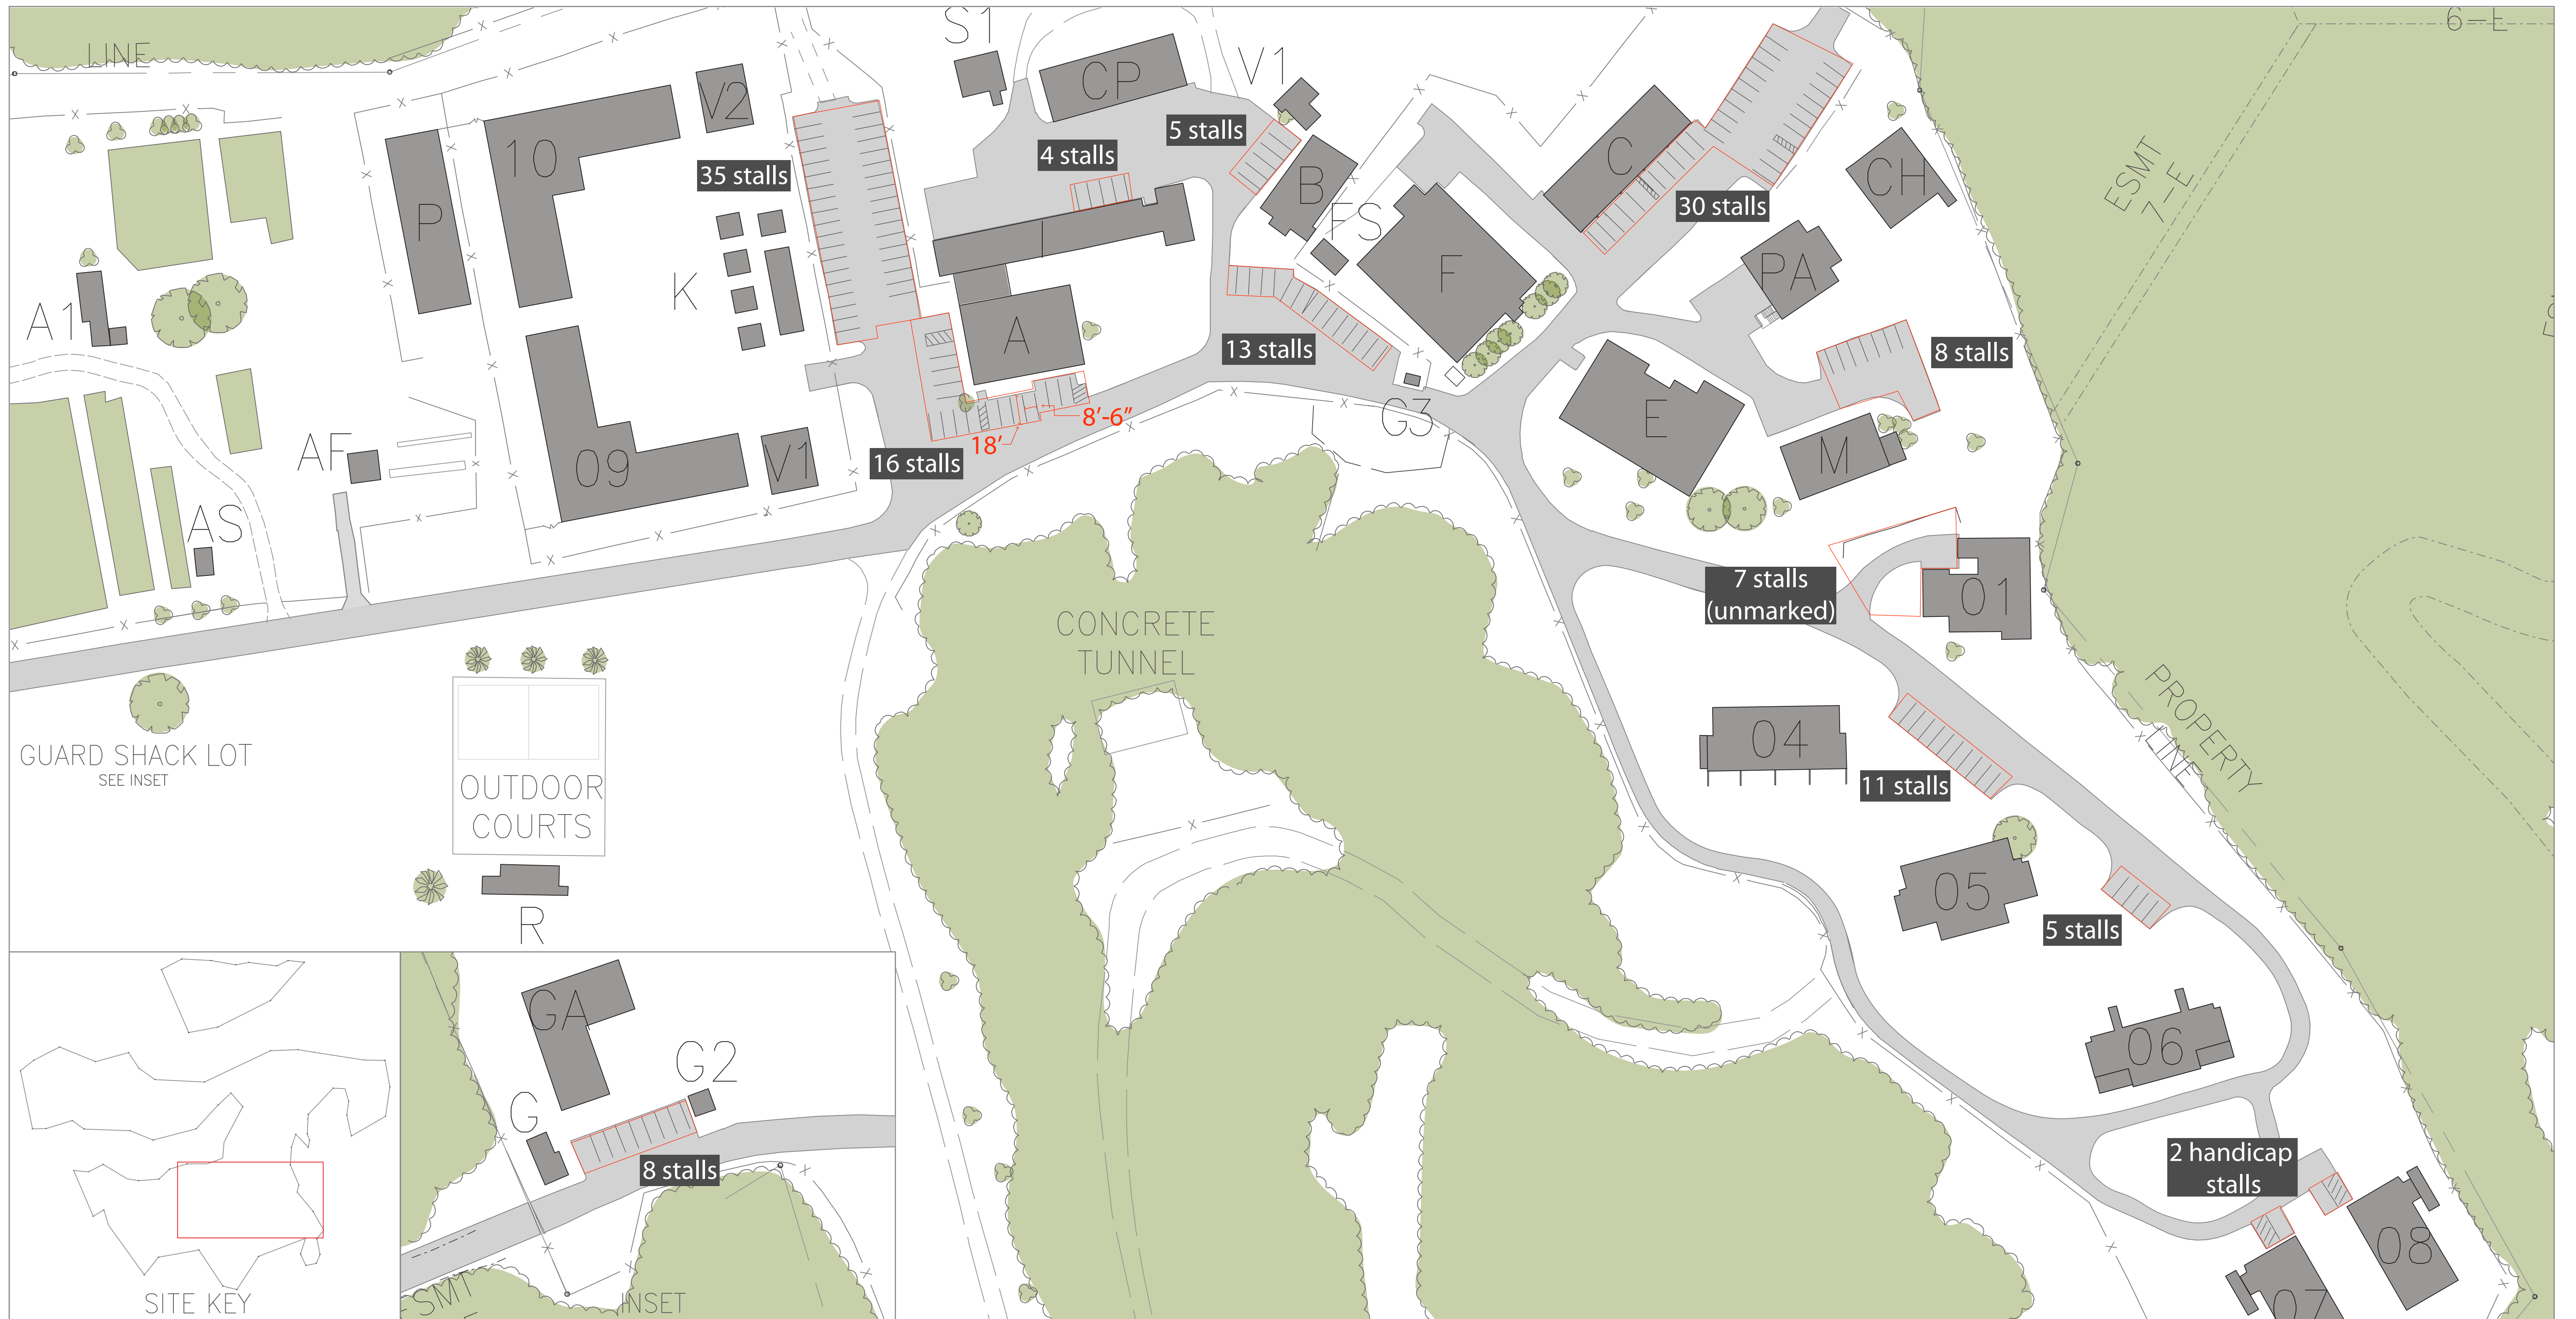 LINE
S1
CP
V1
6-E
V2
10
5 stalls
4 stalls
35 stalls
C
CH
ESMT
7-E
B
FS
30 stalls
P
I
K
F
PA
A1
A
13 stalls
8 stalls
8'-6"
18'
G3
E
M
AF
09
V1
16 stalls
AS
7 stalls
(unmarked)
01
CONCRETE
TUNNEL
PROPERTY
LINE
GUARD SHACK LOT
SEE INSET
04
11 stalls
OUTDOOR
COURTS
05
R
5 stalls
GA
G2
06
G
8 stalls
2 handicap
stalls
08
07
SITE KEY
ESMT
INSET